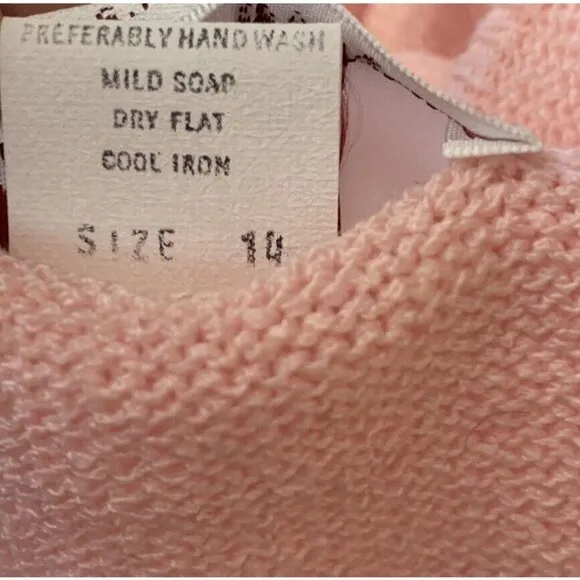 PREFERABLY HAND WASH
MILD SOAP
DRY FLAT
COOL IRON
SIZE 14